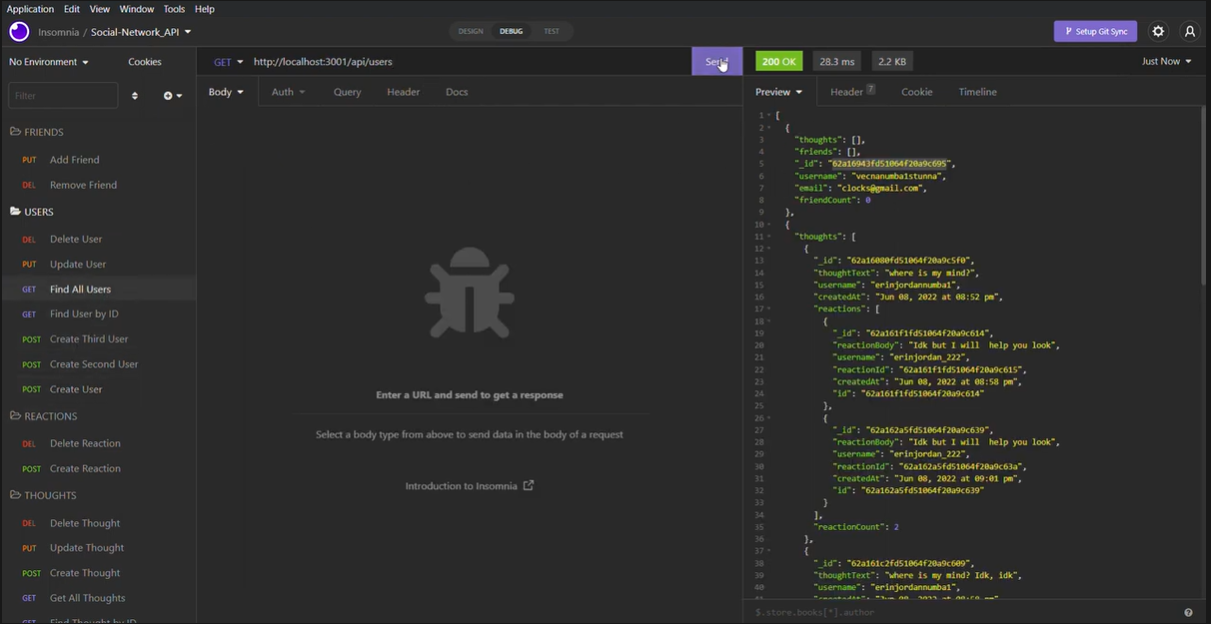 Application Edit View Window Tools Help
Insomnia / Social-Network_API
DESIGN DEBUG TEST
Setup Git Sync
No Environment Cookies
GET http://localhost:3001/api/users
200 OK 28.3 ms 2.2 KB Just Now
Filter
Body Auth Query Header Docs
Preview Header 7 Cookie Timeline
FRIENDS
PUT Add Friend
DEL Remove Friend
USERS
DEL Delete User
PUT Update User
GET Find All Users
GET Find User by ID
POST Create Third User
POST Create Second User
POST Create User
REACTIONS
DEL Delete Reaction
POST Create Reaction
THOUGHTS
DEL Delete Thought
PUT Update Thought
POST Create Thought
GET Get All Thoughts
GET Find Thought by ID
Enter a URL and send to get a response
Select a body type from above to send data in the body of a request
Introduction to Insomnia
1 [
2 {
3 "thoughts": [],
4 "friends": [],
5 "_id": "62a16943fd51064f20a9c695",
6 "username": "vecnanumba1stunna",
7 "email": "clocks@gmail.com",
8 "friendCount": 0
9 },
10 {
11 "thoughts": [
12 {
13 "_id": "62a16080fd51064f20a9c5f0",
14 "thoughtText": "where is my mind?",
15 "username": "erinjordannumba1",
16 "createdAt": "Jun 08, 2022 at 08:52 pm",
17 "reactions": [
18 {
19 "_id": "62a161f1fd51064f20a9c614",
20 "reactionBody": "Idk but I will  help you look",
21 "username": "erinjordan_222",
22 "reactionId": "62a161f1fd51064f20a9c615",
23 "createdAt": "Jun 08, 2022 at 08:58 pm",
24 "id": "62a161f1fd51064f20a9c614"
25 },
26 {
27 "_id": "62a162a5fd51064f20a9c639",
28 "reactionBody": "Idk but I will  help you look",
29 "username": "erinjordan_222",
30 "reactionId": "62a162a5fd51064f20a9c63a",
31 "createdAt": "Jun 08, 2022 at 09:01 pm",
32 "id": "62a162a5fd51064f20a9c639"
33 }
34 ],
35 "reactionCount": 2
36 },
37 {
38 "_id": "62a161c2fd51064f20a9c609",
39 "thoughtText": "where is my mind? Idk, idk",
40 "username": "erinjordannumba1",
$.store.books[*].author